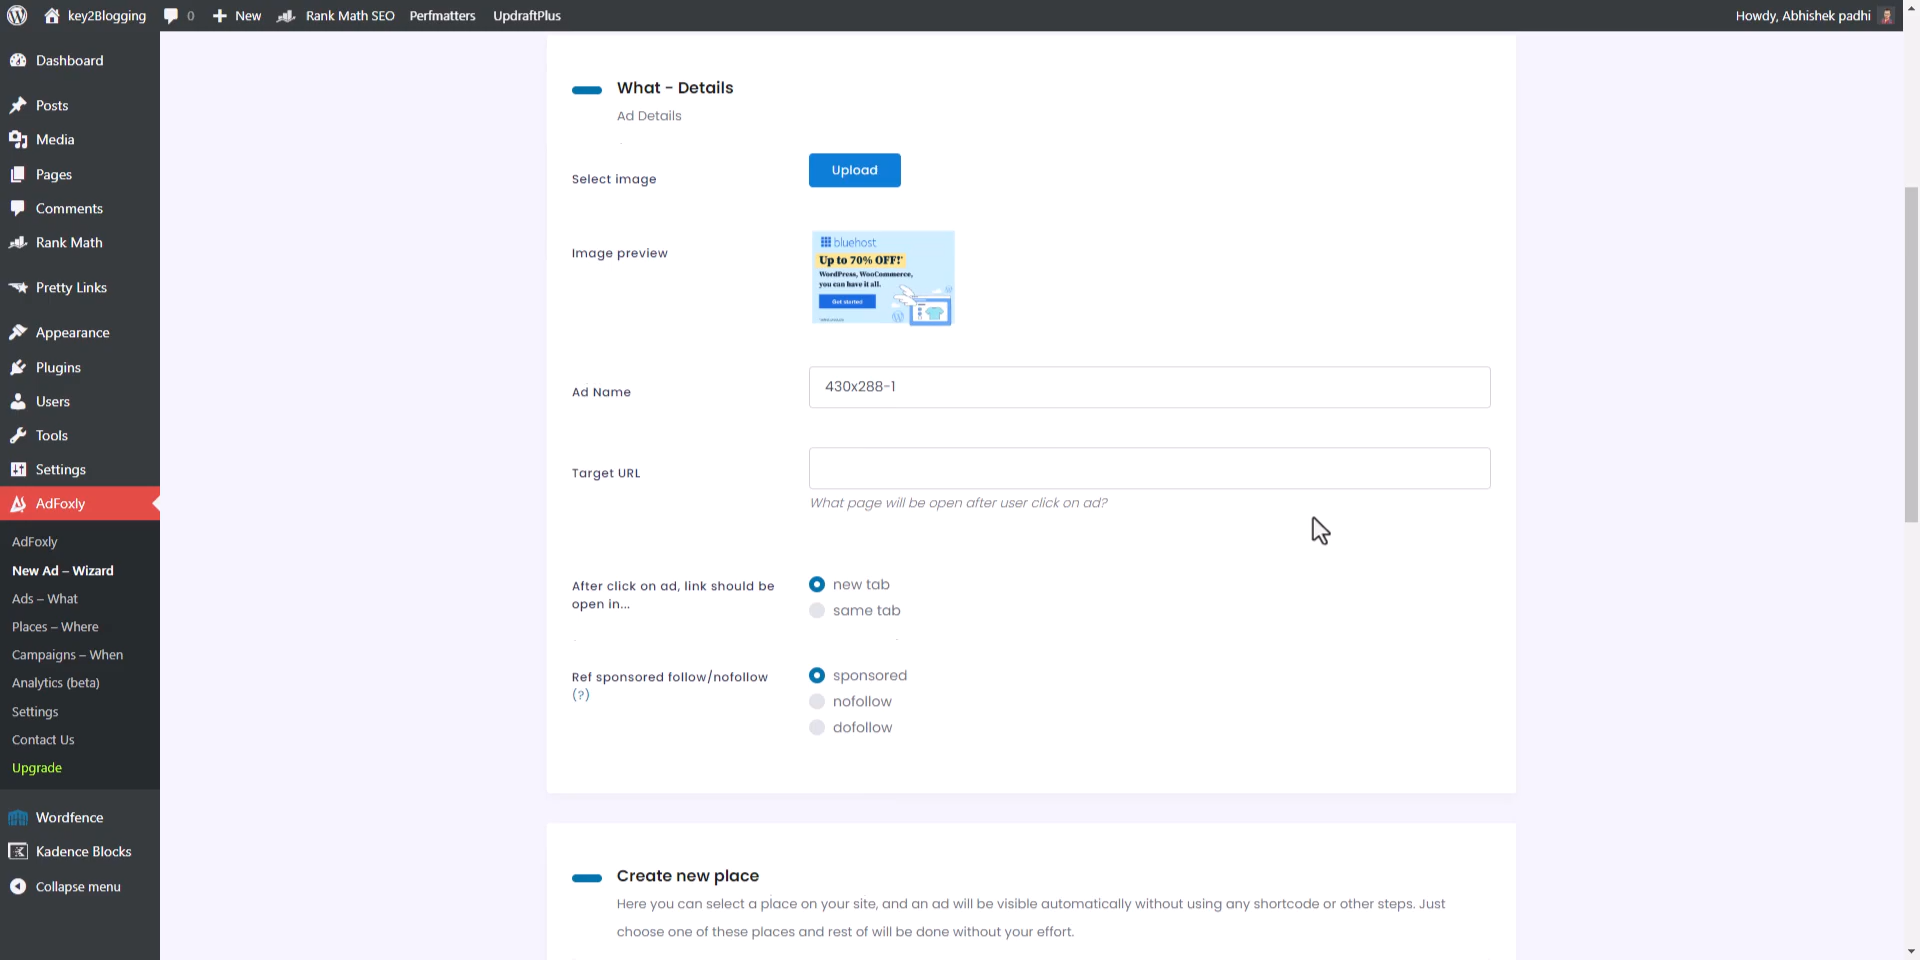 key2Blogging
0
New
Rank Math SEO
Perfmatters
UpdraftPlus
Howdy, Abhishek padhi
Dashboard
Posts
Media
Pages
Comments
Rank Math
Pretty Links
Appearance
Plugins
Users
Tools
Settings
AdFoxly
AdFoxly
New Ad – Wizard
Ads – What
Places – Where
Campaigns – When
Analytics (beta)
Settings
Contact Us
Upgrade
Wordfence
Kadence Blocks
Collapse menu
What - Details
Ad Details
Select image
Upload
Image preview
bluehost
Up to 70% OFF!*
WordPress, WooCommerce,
you can have it all.
Get started
Ad Name
430x288-1
Target URL
What page will be open after user click on ad?
After click on ad, link should be
open in...
new tab
same tab
Ref sponsored follow/nofollow
(?)
sponsored
nofollow
dofollow
Create new place
Here you can select a place on your site, and an ad will be visible automatically without using any shortcode or other steps. Just
choose one of these places and rest of will be done without your effort.